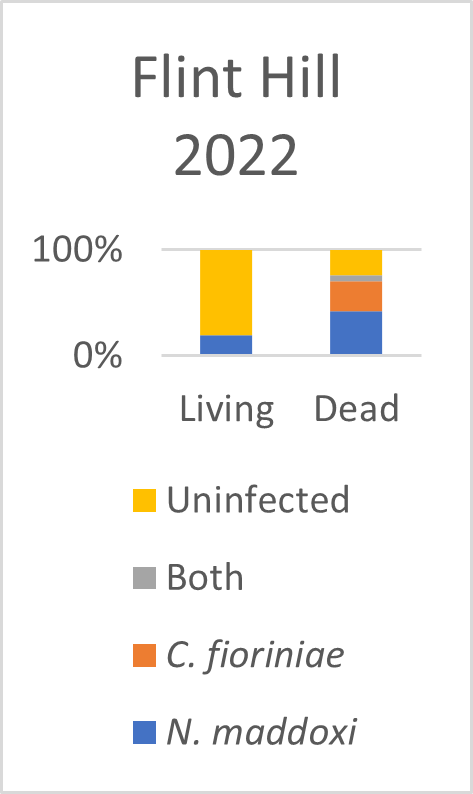 Flint Hill
2022
100%
0%
Living Dead
Uninfected
Both
C. fioriniae
N. maddoxi